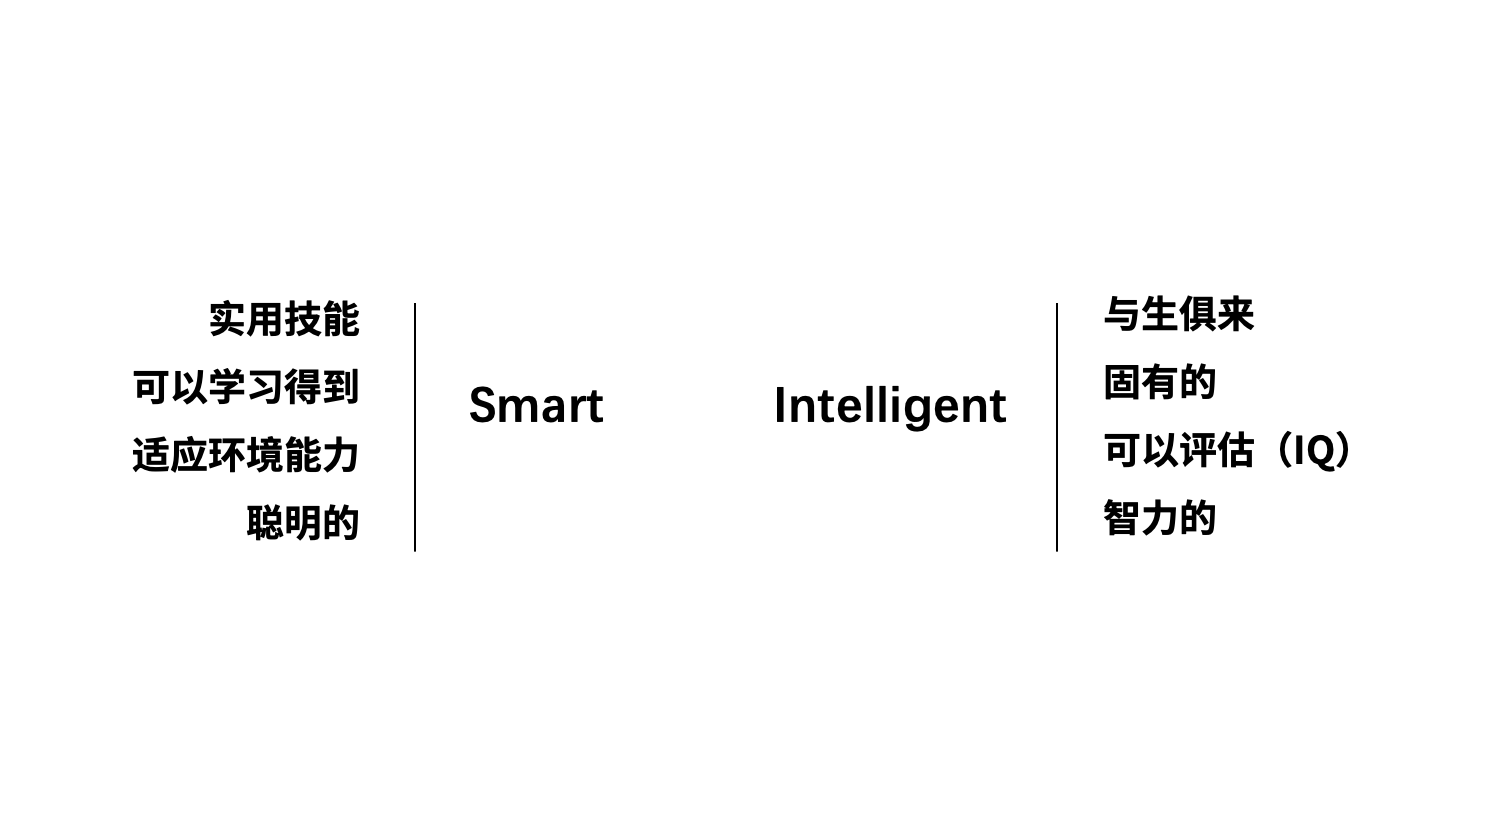 实用技能
可以学习得到
适应环境能力
聪明的
Smart
Intelligent
与生俱来
固有的
可以评估（IQ）
智力的